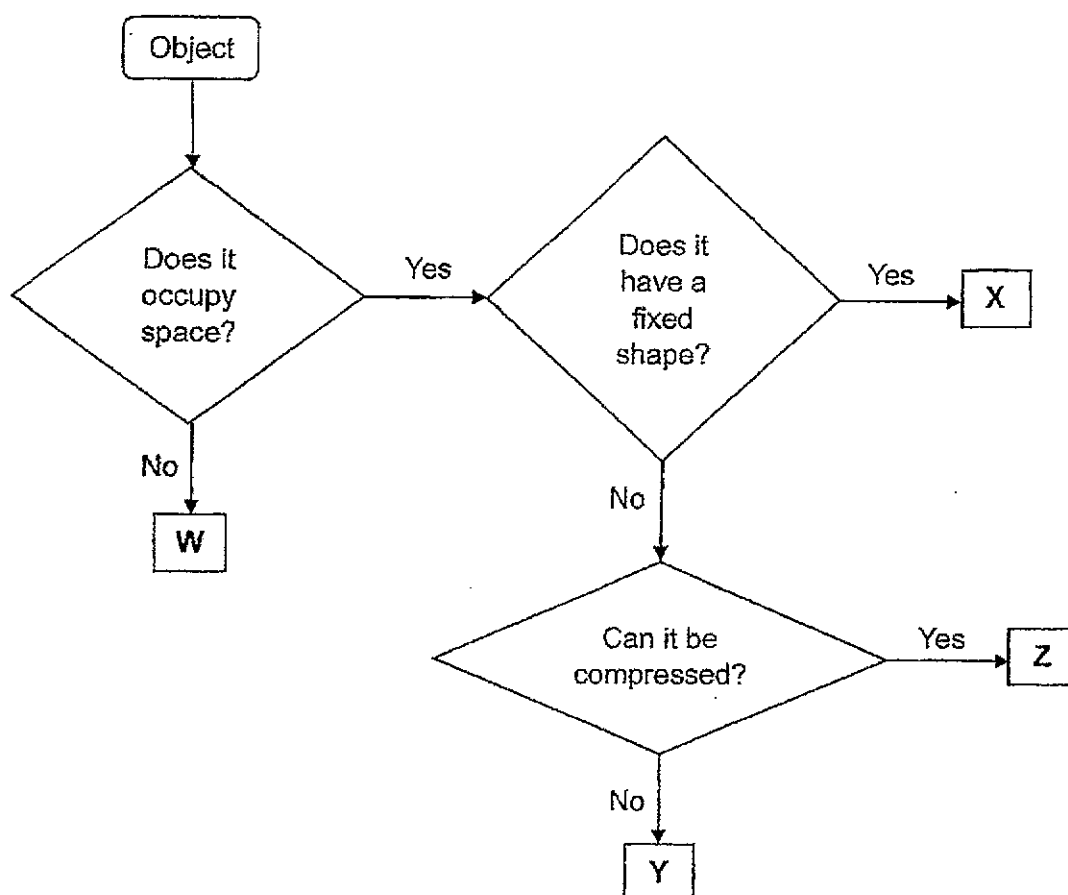 Object
Does it
occupy
space?
Yes
Does it
have a
fixed
shape?
Yes
X
No
W
No
Can it be
compressed?
Yes
Z
No
Y